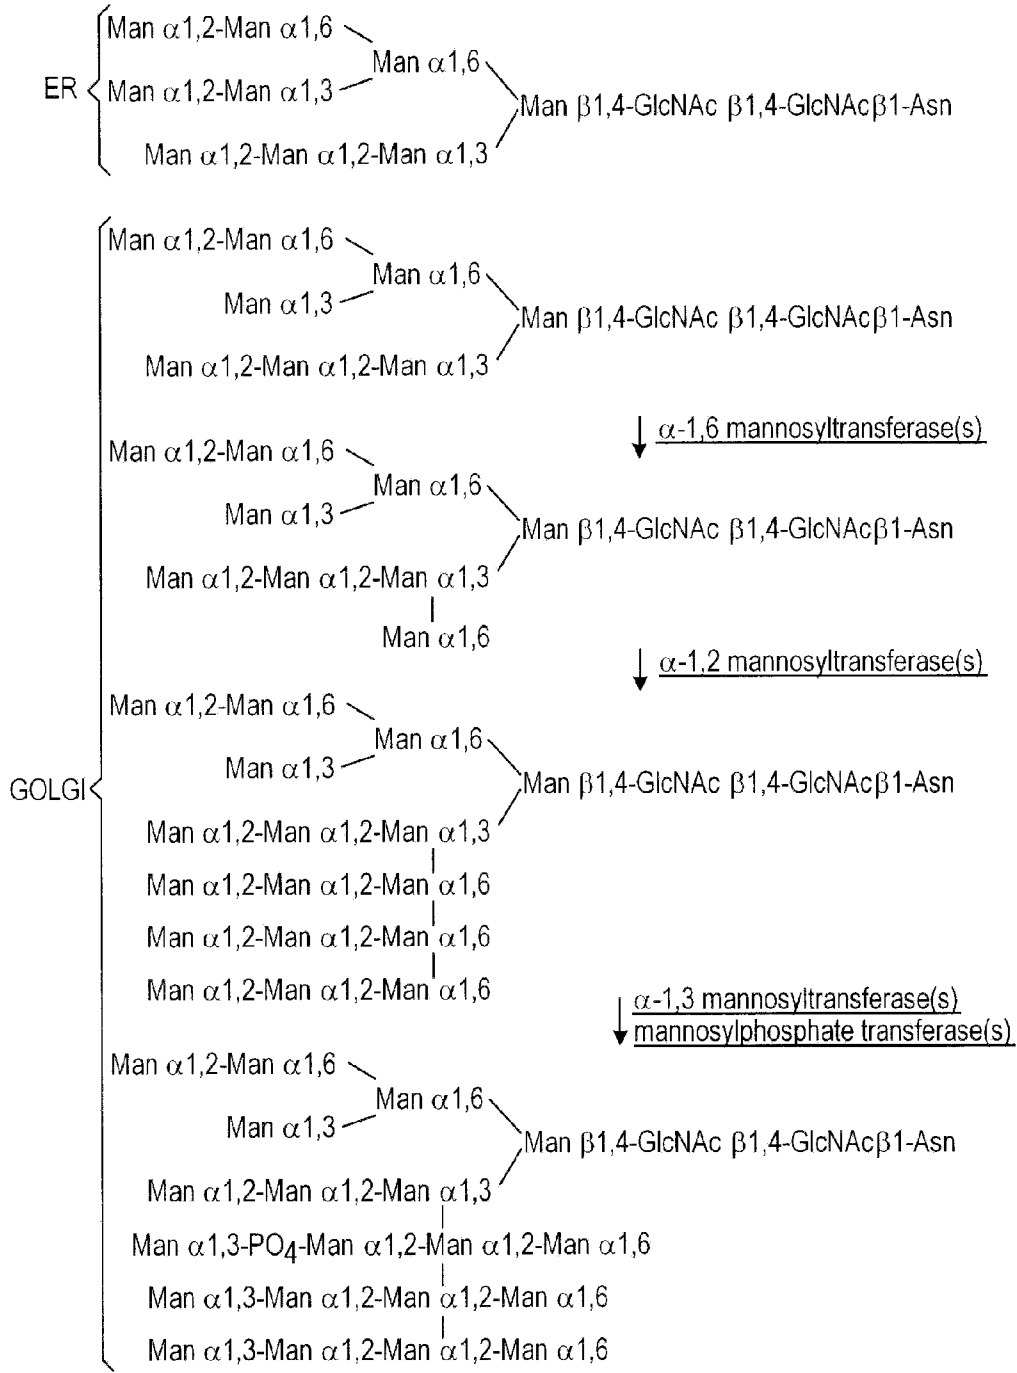 Man α1,2-Man α1,6
Man α1,6
ER
Man α1,2-Man α1,3
Man β1,4-GlcNAc β1,4-GlcNAcβ1-Asn
Man α1,2-Man α1,2-Man α1,3
Man α1,2-Man α1,6
Man α1,6
Man α1,3
Man β1,4-GlcNAc β1,4-GlcNAcβ1-Asn
Man α1,2-Man α1,2-Man α1,3
α-1,6 mannosyltransferase(s)
Man α1,2-Man α1,6
Man α1,6
Man α1,3
Man β1,4-GlcNAc β1,4-GlcNAcβ1-Asn
Man α1,2-Man α1,2-Man α1,3
Man α1,6
α-1,2 mannosyltransferase(s)
Man α1,2-Man α1,6
Man α1,6
Man α1,3
GOLGI
Man β1,4-GlcNAc β1,4-GlcNAcβ1-Asn
Man α1,2-Man α1,2-Man α1,3
Man α1,2-Man α1,2-Man α1,6
Man α1,2-Man α1,2-Man α1,6
Man α1,2-Man α1,2-Man α1,6
α-1,3 mannosyltransferase(s)
mannosylphosphate transferase(s)
Man α1,2-Man α1,6
Man α1,6
Man α1,3
Man β1,4-GlcNAc β1,4-GlcNAcβ1-Asn
Man α1,2-Man α1,2-Man α1,3
Man α1,3-PO4-Man α1,2-Man α1,2-Man α1,6
Man α1,3-Man α1,2-Man α1,2-Man α1,6
Man α1,3-Man α1,2-Man α1,2-Man α1,6